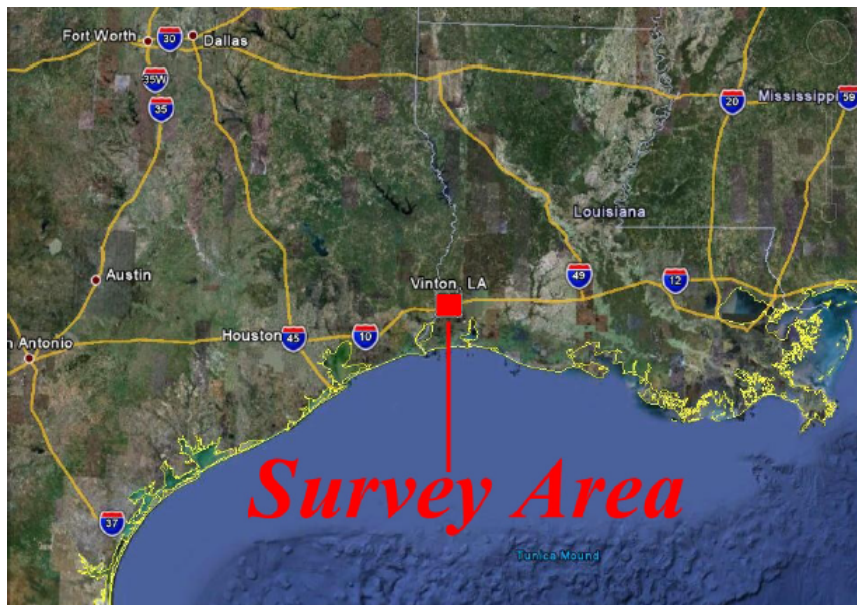 Fort Worth
30
Dallas
35W
35
20
Mississippi
59
Louisiana
Austin
Vinton, LA
49
12
Houston
45
10
n Antonio
Survey Area
37
Tunica Mound